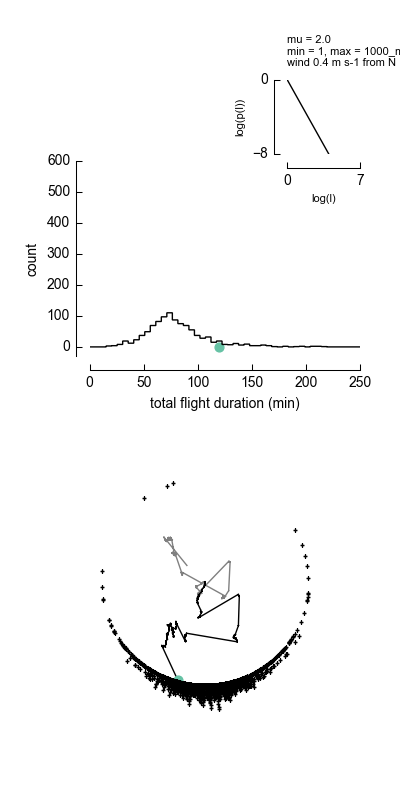 mu = 2.0
min = 1, max = 1000_m
wind 0.4 m s-1 from N
0
log(p(l))
−8
0 7
log(l)
600
500
400
count
300
200
100
0
0 50 100 150 200 250
total flight duration (min)